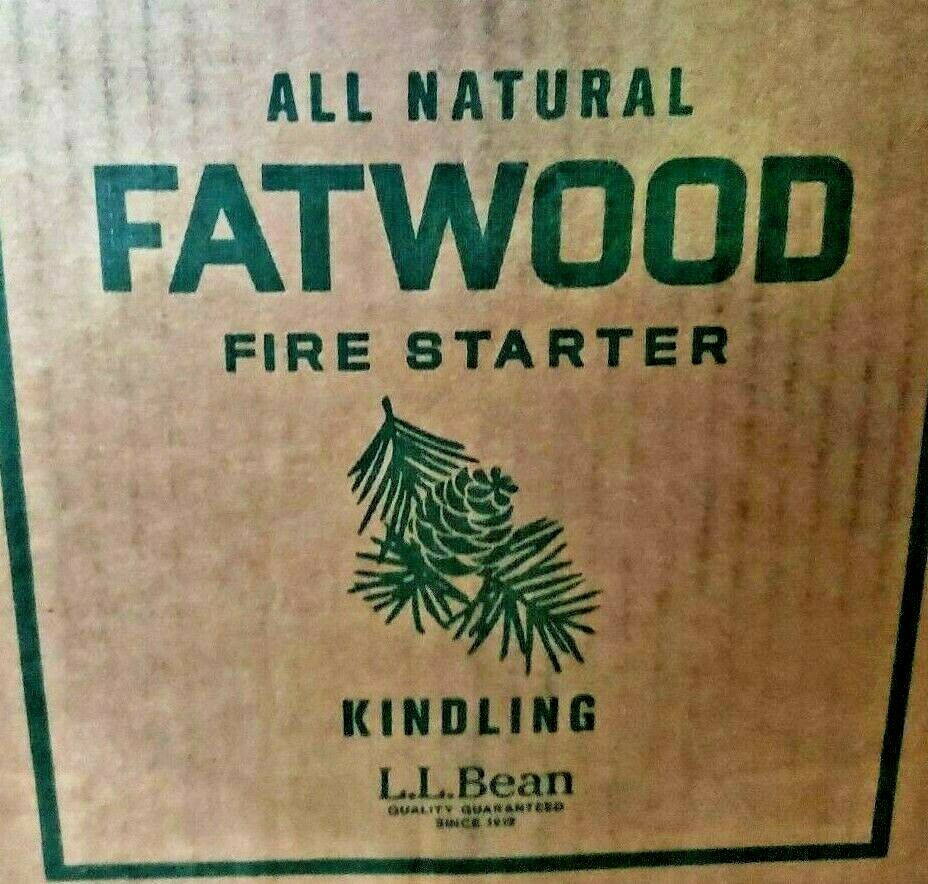 ALL NATURAL
FATWOOD
FIRE STARTER
KINDLING
L.L.Bean
QUALITY GUARANTEED
SINCE 1912